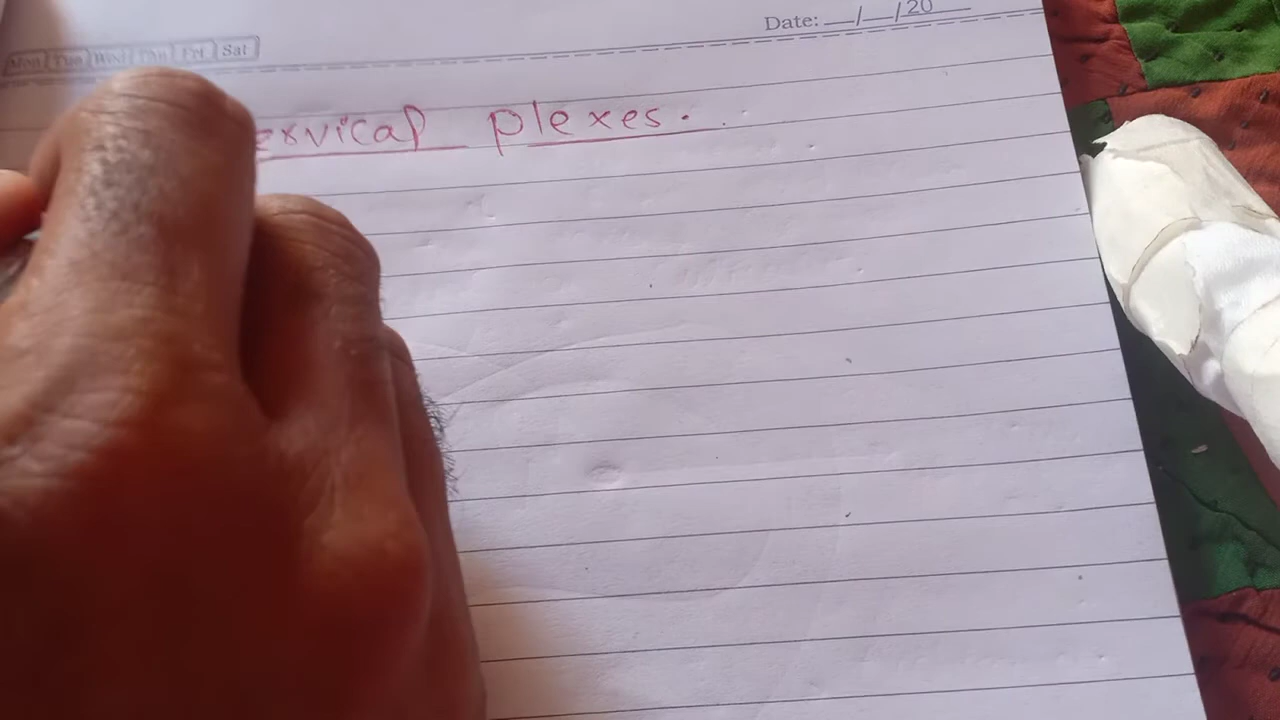 Date: __/__/20
Mon Tue Wed Thu Fri Sat
ervical plexes.